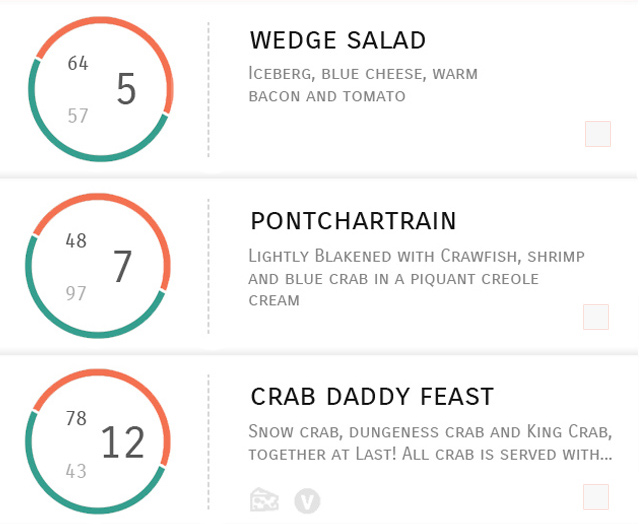 64
5
57
WEDGE SALAD
ICEBERG, BLUE CHEESE, WARM
BACON AND TOMATO
48
7
97
PONTCHARTRAIN
LIGHTLY BLAKENED WITH CRAWFISH, SHRIMP
AND BLUE CRAB IN A PIQUANT CREOLE
CREAM
78
12
43
CRAB DADDY FEAST
SNOW CRAB, DUNGENESS CRAB AND KING CRAB,
TOGETHER AT LAST! ALL CRAB IS SERVED WITH...
V